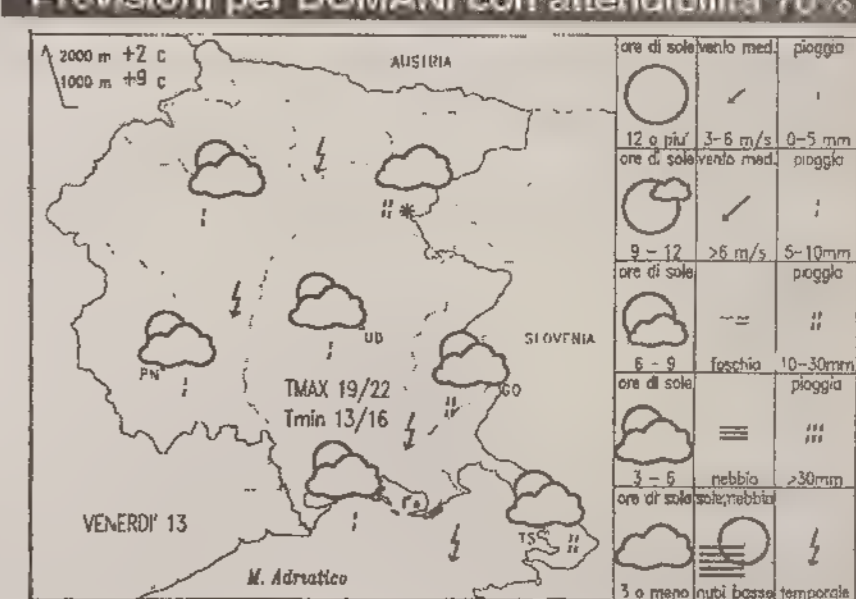 Previsioni per DOMANI con attendibilità 70%
2000 m +2 c
1000 m +9 c
AUSTRIA
SLOVENIA
UD
PN
GO
TMAX 19/22
Tmin 13/16
TS
VENERDI' 13
M. Adriatico
ore di sole vento med. pioggia
12 o piu' 3-6 m/s 0-5 mm
ore di sole vento med. pioggia
9 - 12 >6 m/s 5-10mm
ore di sole pioggia
6 - 9 foschia 10-30mm
ore di sole pioggia
3 - 6 nebbia >30mm
ore di sole sole,nebbia
3 o meno nubi basse temporale